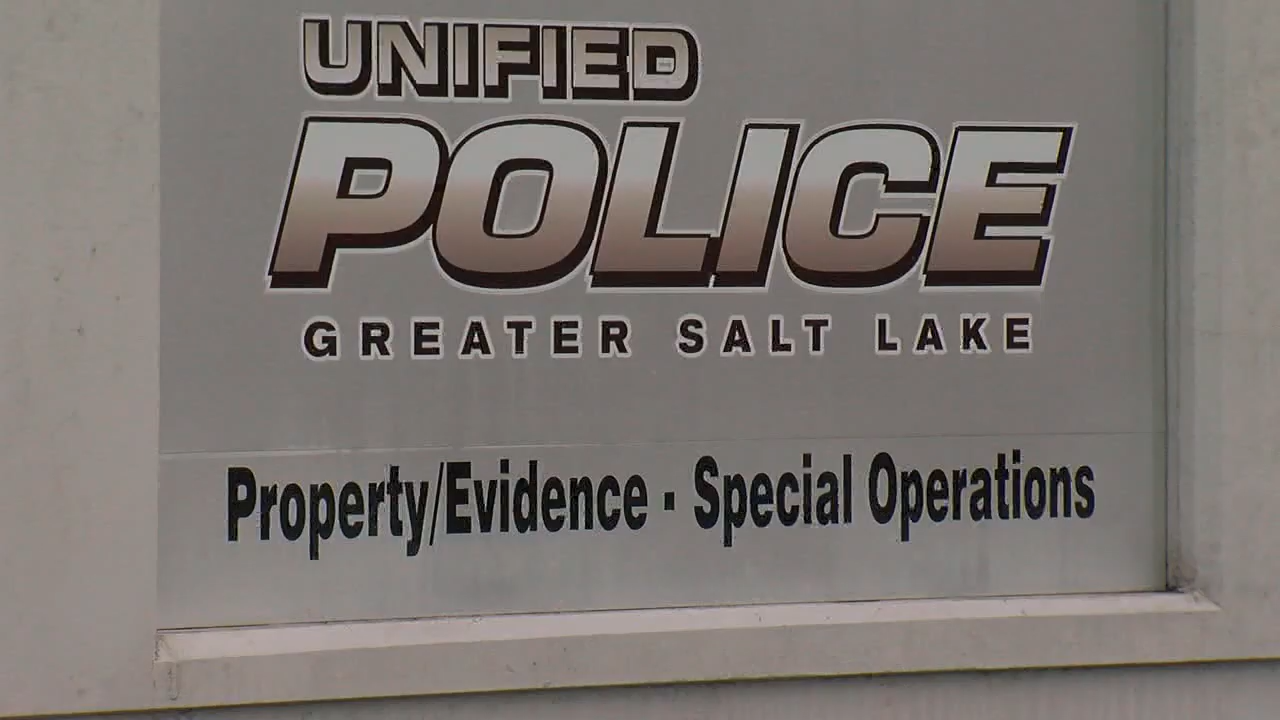 UNIFIED
POLICE
GREATER SALT LAKE
Property/Evidence · Special Operations